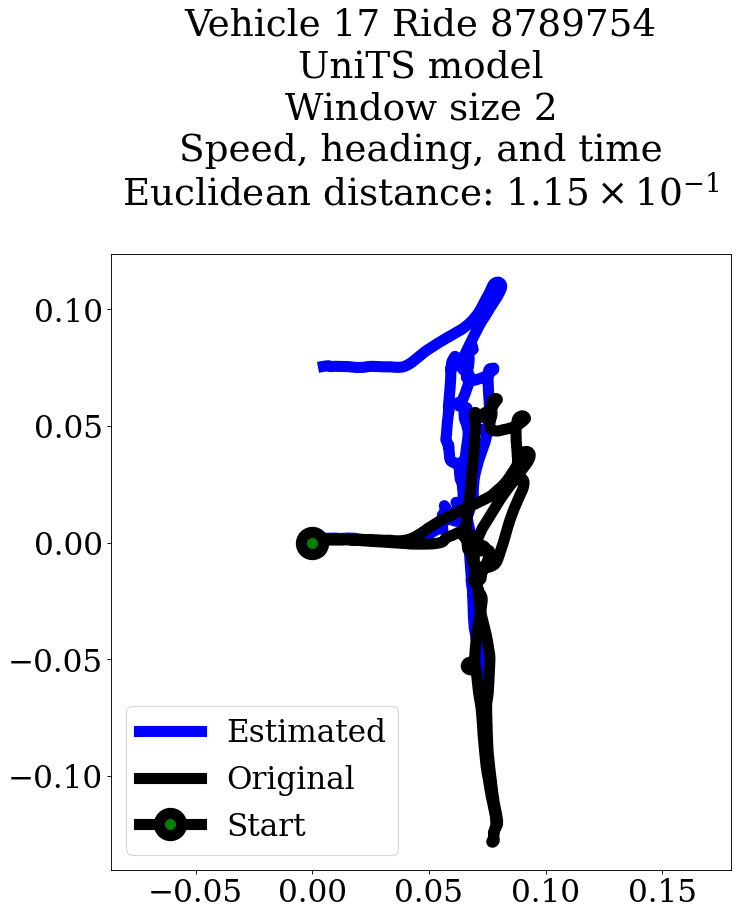 Vehicle 17 Ride 8789754
UniTS model
Window size 2
Speed, heading, and time
Euclidean distance: 1.15 × 10⁻¹
0.10
0.05
0.00
−0.05
−0.10
Estimated
Original
Start
−0.05 0.00 0.05 0.10 0.15